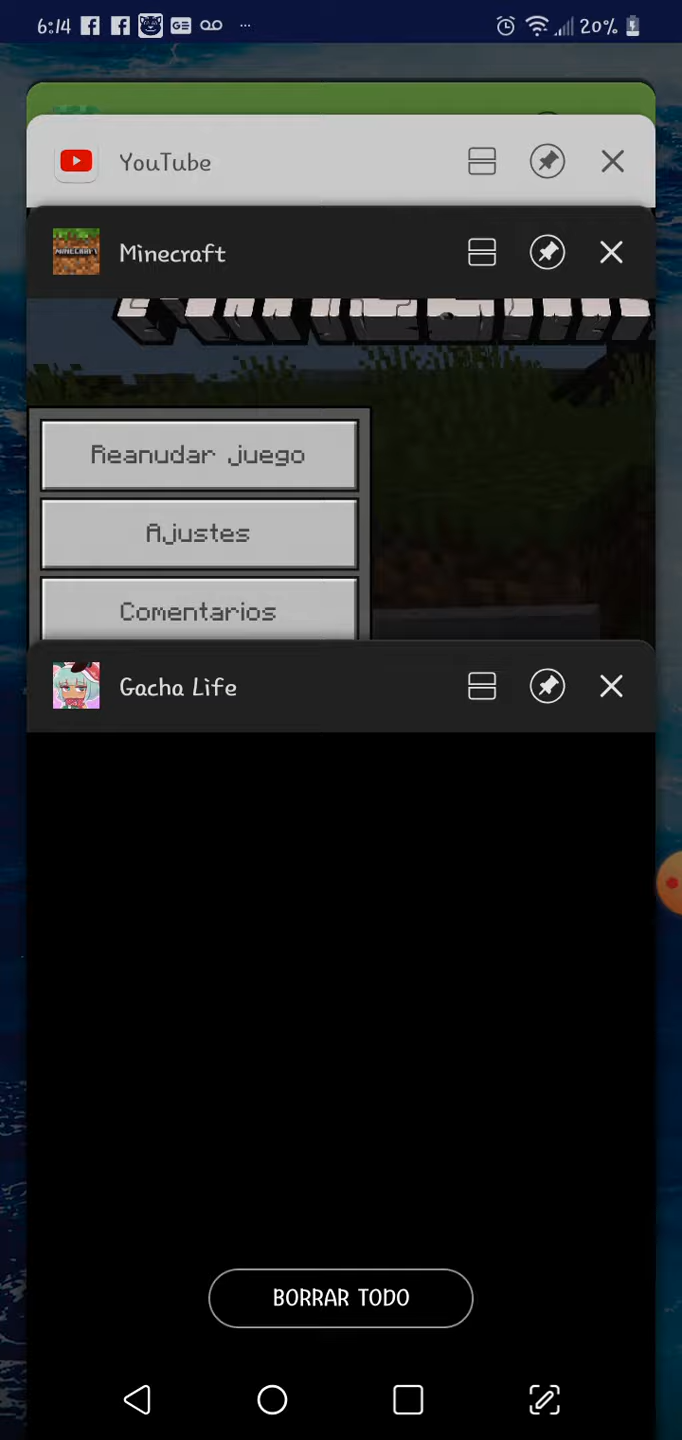 6:14
20%
YouTube
Minecraft
Reanudar juego
Ajustes
Comentarios
Gacha Life
BORRAR TODO